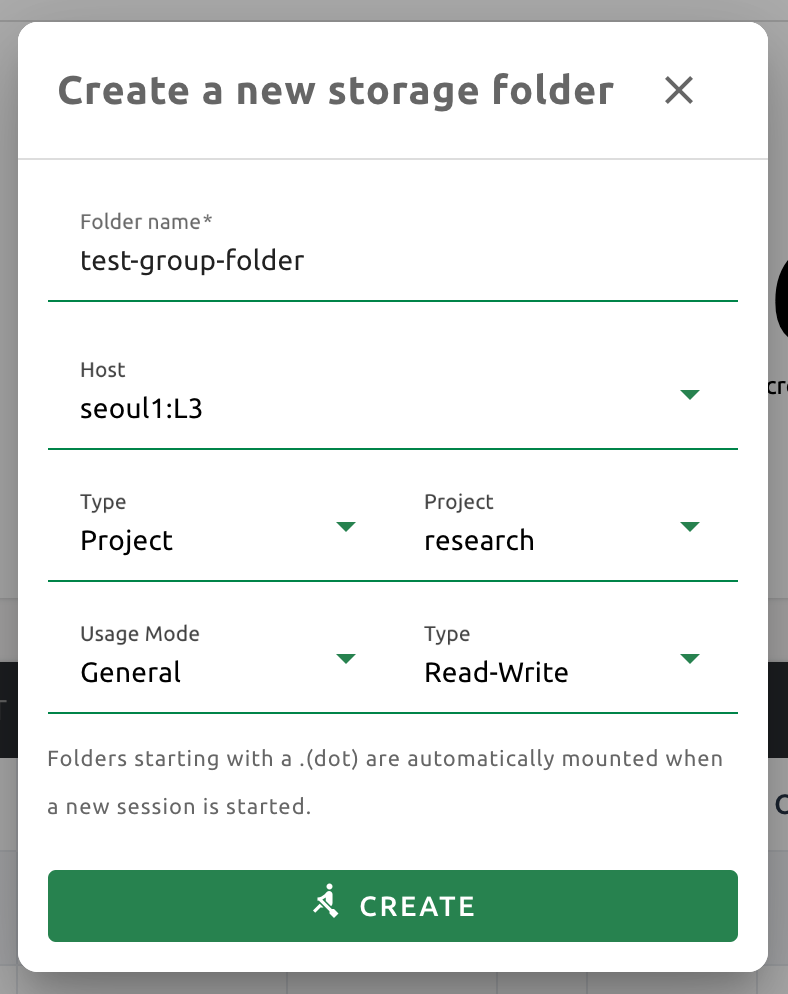 Create a new storage folder
Folder name*
test-group-folder
Host
seoul1:L3
Type
Project
Project
research
Usage Mode
General
Type
Read-Write
Folders starting with a .(dot) are automatically mounted when
a new session is started.
CREATE